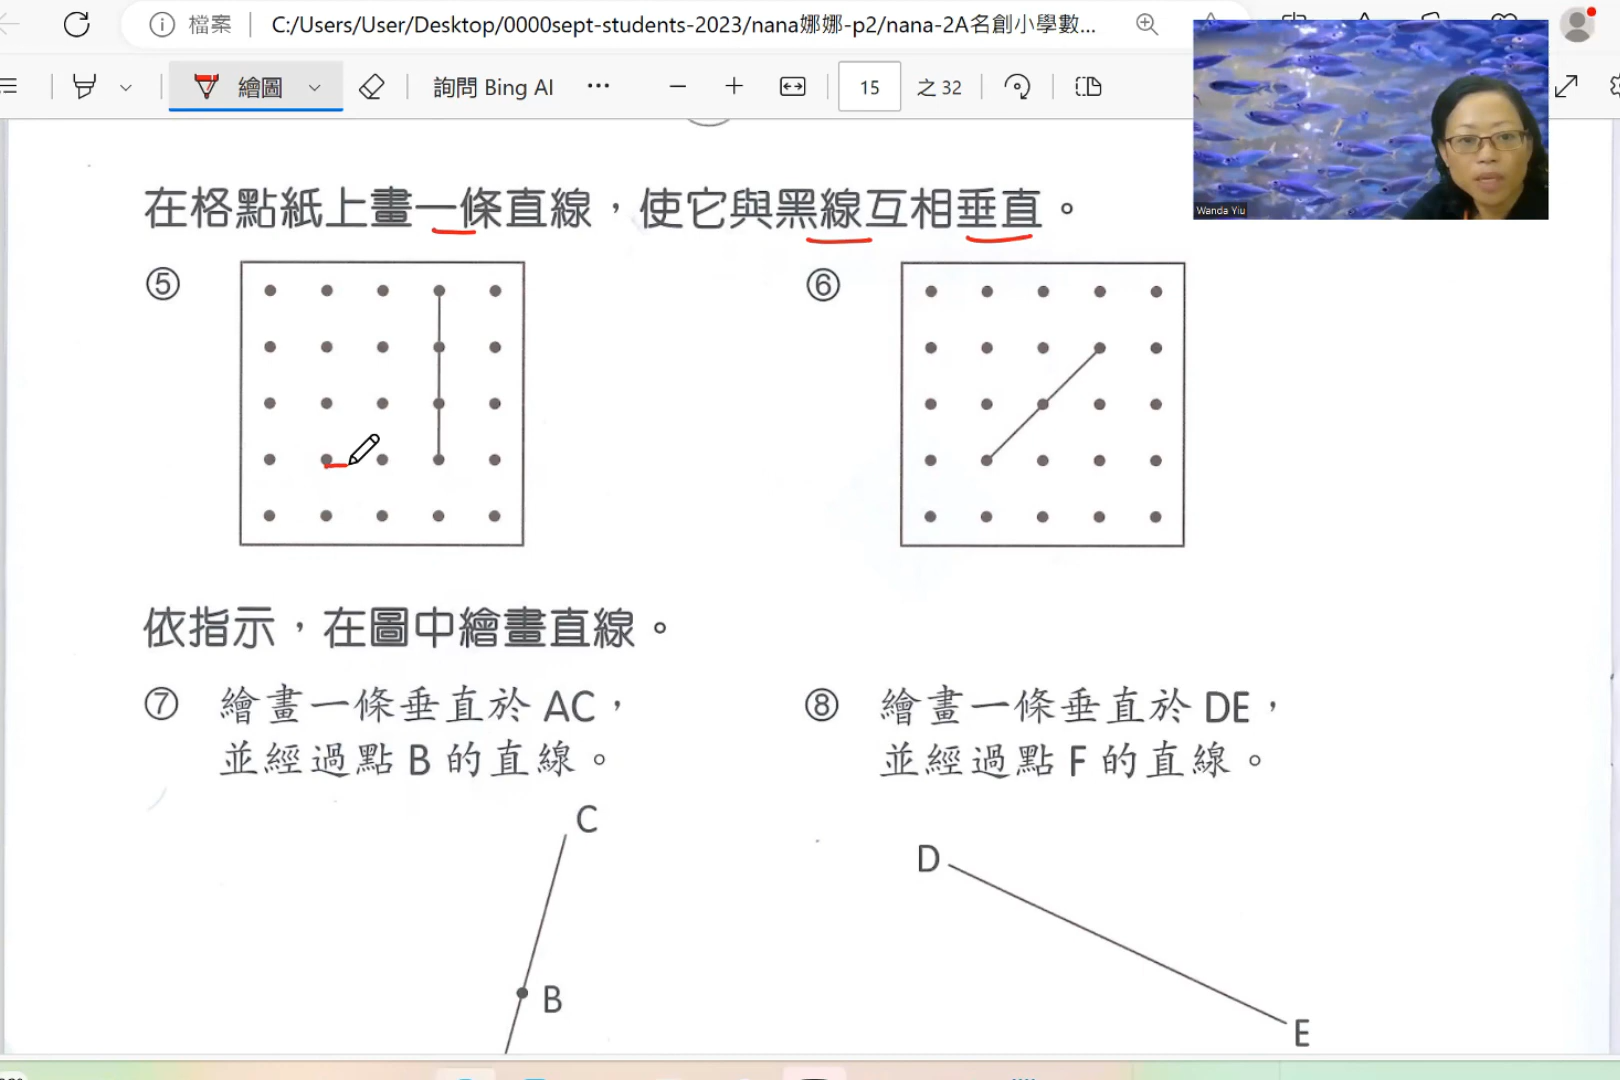 檔案 C:/Users/User/Desktop/0000sept-students-2023/nana娜娜-p2/nana-2A名創小學數...
繪圖 詢問 Bing AI 15 之 32
Wanda Yiu
在格點紙上畫一條直線，使它與黑線互相垂直。
⑤ ⑥
依指示，在圖中繪畫直線。
⑦ 繪畫一條垂直於 AC，
並經過點 B 的直線。
⑧ 繪畫一條垂直於 DE，
並經過點 F 的直線。
C
B
D
E